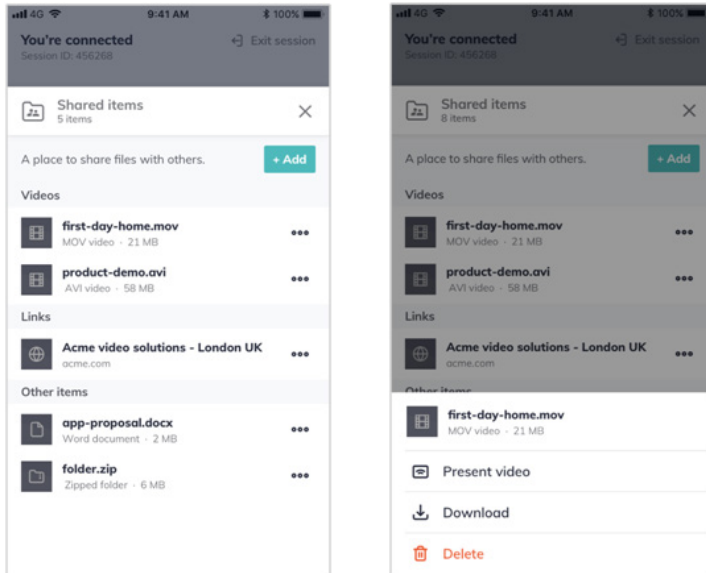 4G 9:41 AM 100%
You're connected
Exit session
Session ID: 456268
Shared items
5 items
A place to share files with others.
+ Add
Videos
first-day-home.mov
MOV video · 21 MB
product-demo.avi
AVI video · 58 MB
Links
Acme video solutions - London UK
acme.com
Other items
app-proposal.docx
Word document · 2 MB
folder.zip
Zipped folder · 6 MB
4G 9:41 AM 100%
You're connected
Exit session
Session ID: 456268
Shared items
8 items
A place to share files with others.
+ Add
Videos
first-day-home.mov
MOV video · 21 MB
product-demo.avi
AVI video · 58 MB
Links
Acme video solutions - London UK
acme.com
Other items
first-day-home.mov
MOV video · 21 MB
Present video
Download
Delete